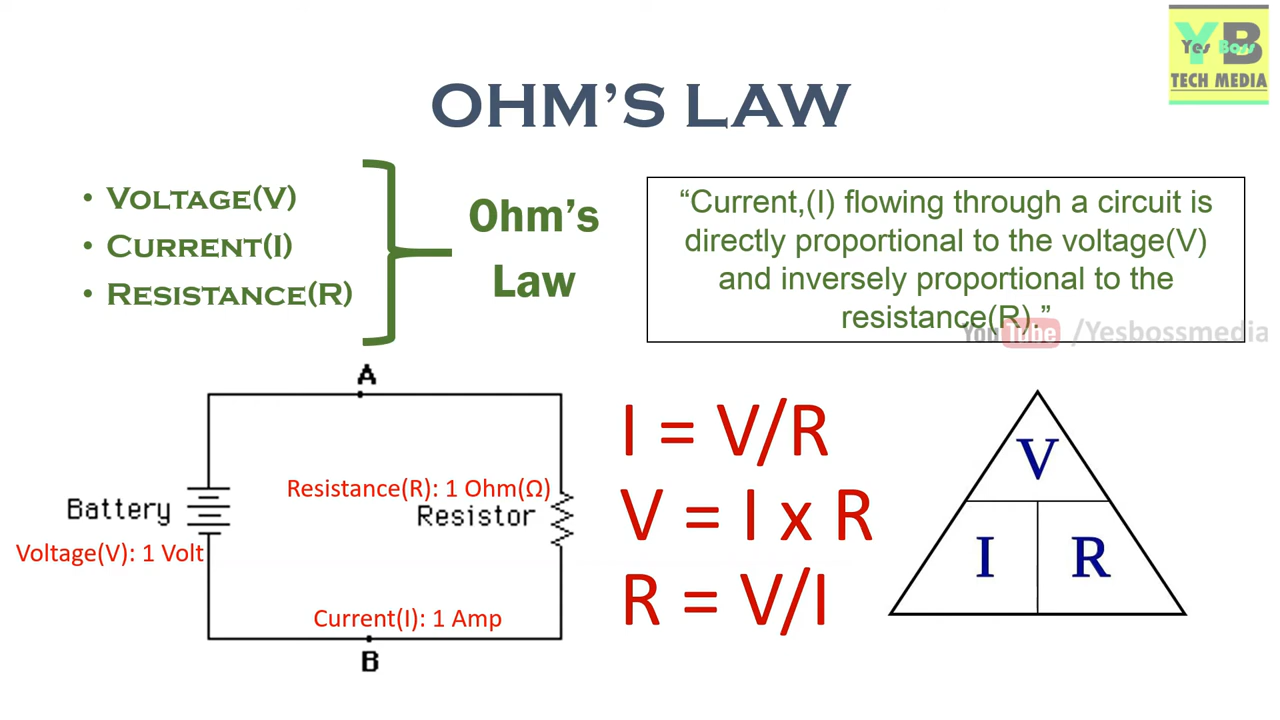 Yes Boss
YB
TECH MEDIA
OHM'S LAW
• VOLTAGE(V)
• CURRENT(I)
• RESISTANCE(R)
Ohm's
Law
“Current,(I) flowing through a circuit is
directly proportional to the voltage(V)
and inversely proportional to the
resistance(R).”
YouTube /Yesbossmedia
A
Resistance(R): 1 Ohm(Ω)
Battery
Resistor
Voltage(V): 1 Volt
Current(I): 1 Amp
B
I = V/R
V = I x R
R = V/I
V
I R